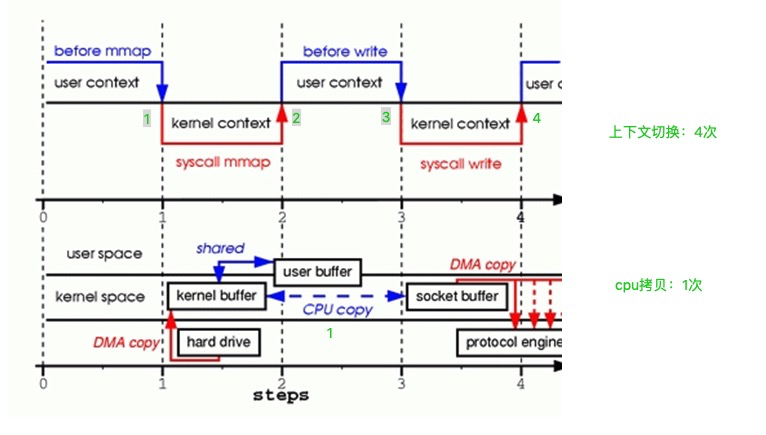 before mmap
before write
user context
user context
user c
1
2
3
4
kernel context
kernel context
上下文切换：4次
syscall mmap
syscall write
0
1
2
3
4
user space
shared
DMA copy
user buffer
kernel space
kernel buffer
socket buffer
cpu拷贝：1次
CPU copy
1
DMA copy
hard drive
protocol engine
0
1
2
3
4
steps